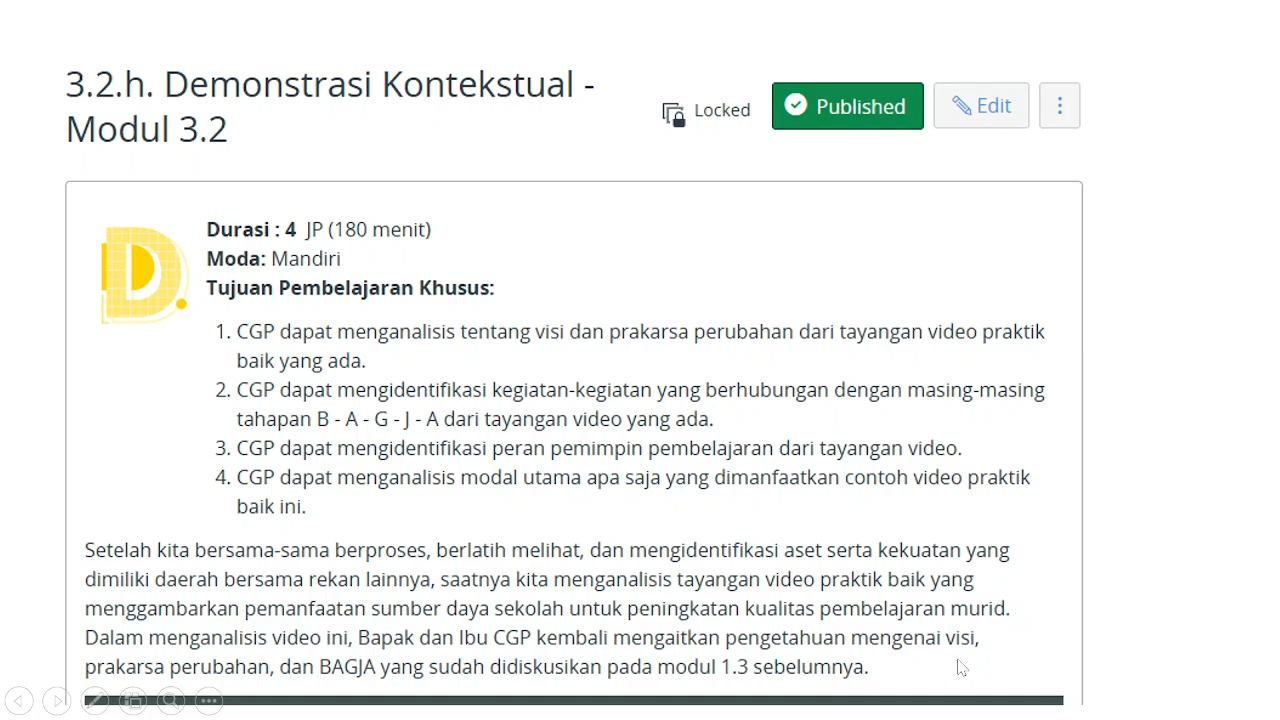 3.2.h. Demonstrasi Kontekstual -
Modul 3.2
Locked
Published
Edit
D
Durasi : 4 JP (180 menit)
Moda: Mandiri
Tujuan Pembelajaran Khusus:
1. CGP dapat menganalisis tentang visi dan prakarsa perubahan dari tayangan video praktik
baik yang ada.
2. CGP dapat mengidentifikasi kegiatan-kegiatan yang berhubungan dengan masing-masing
tahapan B - A - G - J - A dari tayangan video yang ada.
3. CGP dapat mengidentifikasi peran pemimpin pembelajaran dari tayangan video.
4. CGP dapat menganalisis modal utama apa saja yang dimanfaatkan contoh video praktik
baik ini.
Setelah kita bersama-sama berproses, berlatih melihat, dan mengidentifikasi aset serta kekuatan yang
dimiliki daerah bersama rekan lainnya, saatnya kita menganalisis tayangan video praktik baik yang
menggambarkan pemanfaatan sumber daya sekolah untuk peningkatan kualitas pembelajaran murid.
Dalam menganalisis video ini, Bapak dan Ibu CGP kembali mengaitkan pengetahuan mengenai visi,
prakarsa perubahan, dan BAGJA yang sudah didiskusikan pada modul 1.3 sebelumnya.